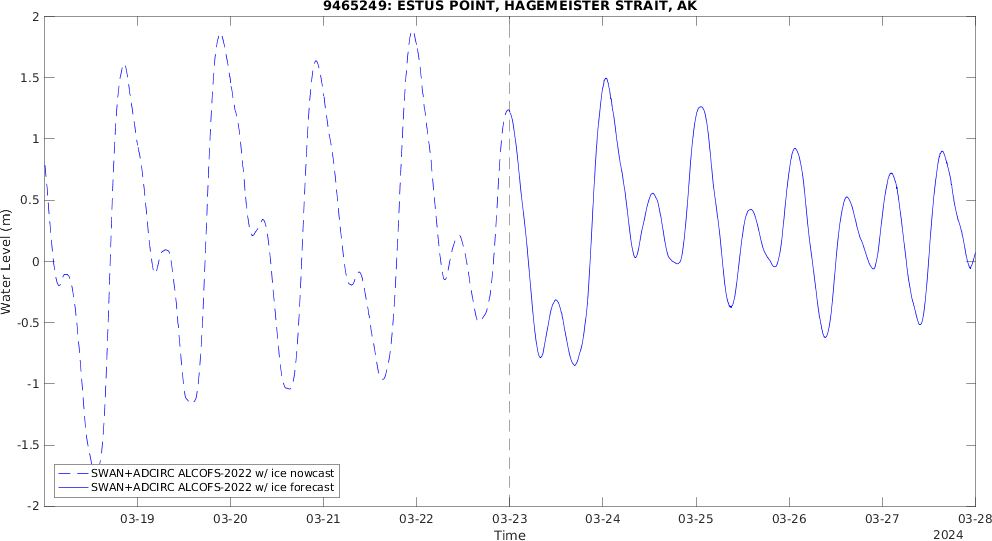 9465249: ESTUS POINT, HAGEMEISTER STRAIT, AK
2
1.5
1
0.5
0
-0.5
-1
-1.5
-2
Water Level (m)
SWAN+ADCIRC ALCOFS-2022 w/ ice nowcast
SWAN+ADCIRC ALCOFS-2022 w/ ice forecast
03-19 03-20 03-21 03-22 03-23 03-24 03-25 03-26 03-27 03-28
Time
2024